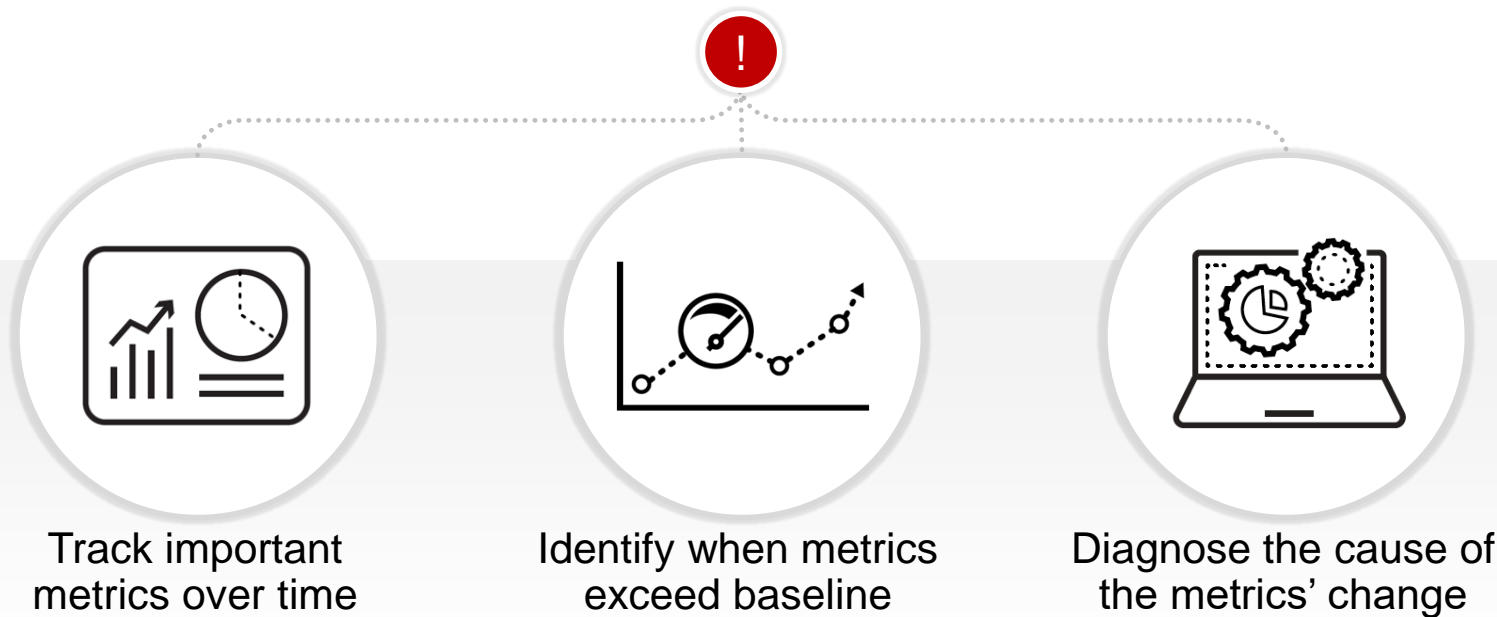 !
Track important
metrics over time
Identify when metrics
exceed baseline
Diagnose the cause of
the metrics’ change